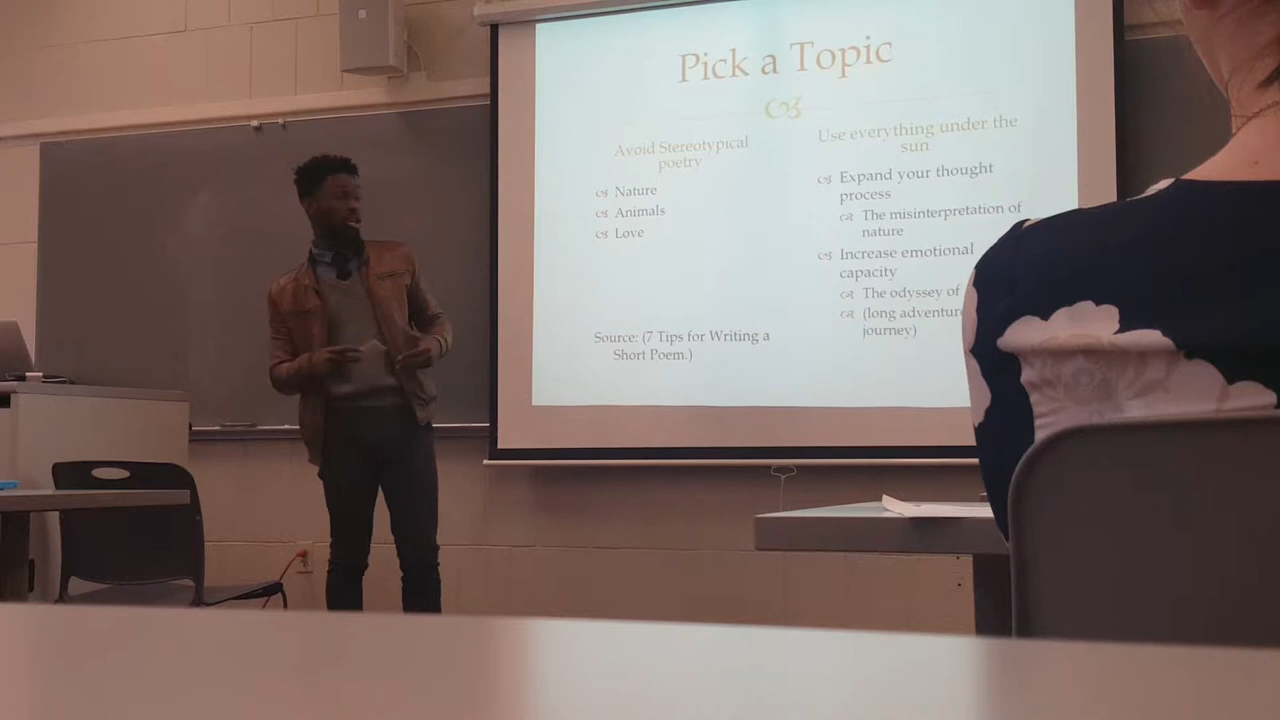 Pick a Topic
Avoid Stereotypical
poetry
Nature
Animals
Love
Source: (7 Tips for Writing a
Short Poem.)
Use everything under the
sun
Expand your thought
process
The misinterpretation of
nature
Increase emotional
capacity
The odyssey of
(long adventure
journey)